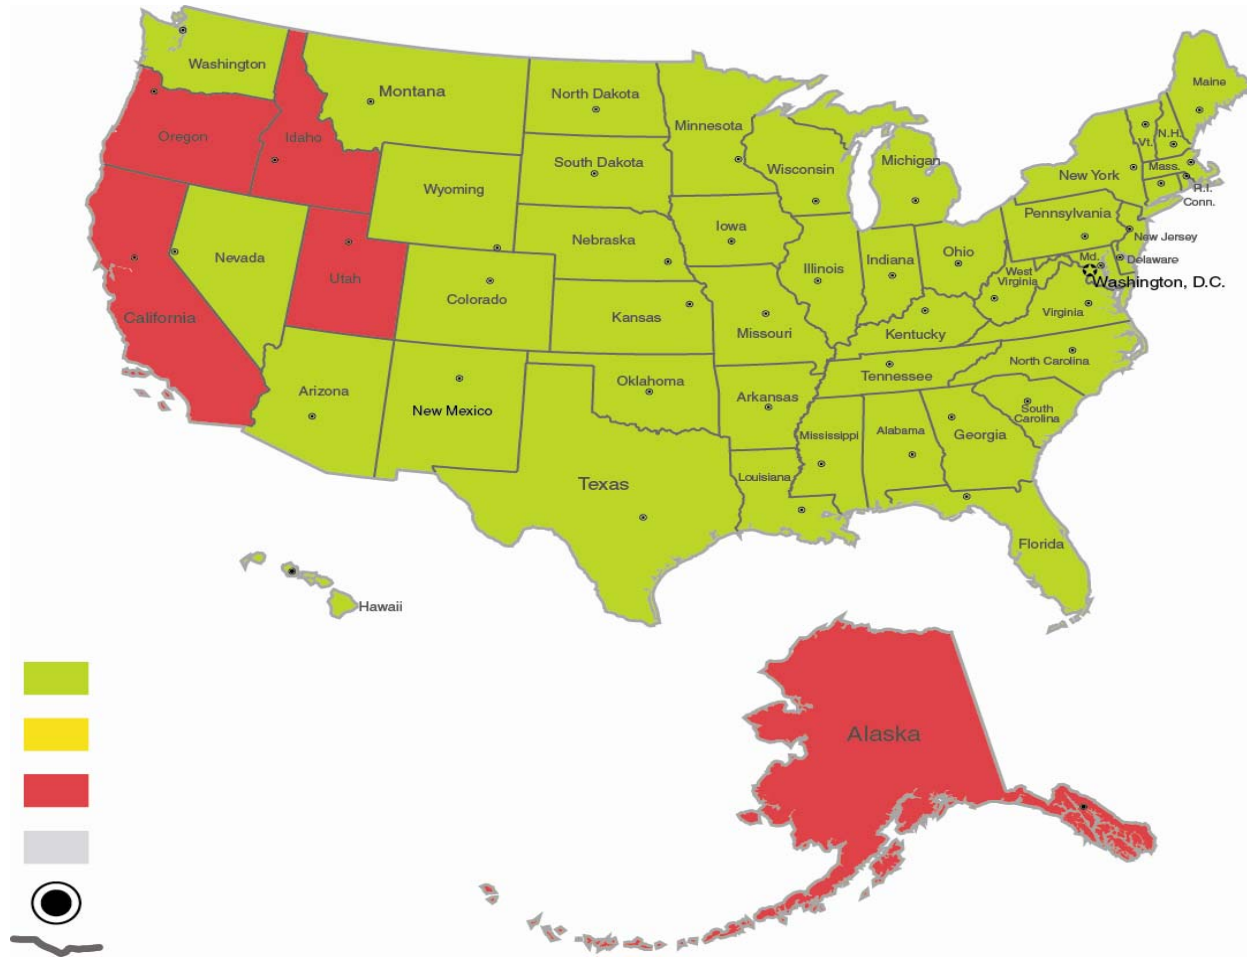 Washington
Montana
North Dakota
Minnesota
Maine
Oregon
Idaho
Vt.
N.H.
South Dakota
Wisconsin
Michigan
Mass.
New York
R.I.
Conn.
Wyoming
Pennsylvania
Iowa
Nebraska
New Jersey
Nevada
Utah
Illinois
Indiana
Ohio
Md.
Delaware
West
Virginia
Washington, D.C.
Colorado
California
Kansas
Missouri
Kentucky
Virginia
North Carolina
Tennessee
Oklahoma
Arizona
New Mexico
Arkansas
South
Carolina
Mississippi
Alabama
Georgia
Louisiana
Texas
Florida
Hawaii
Alaska